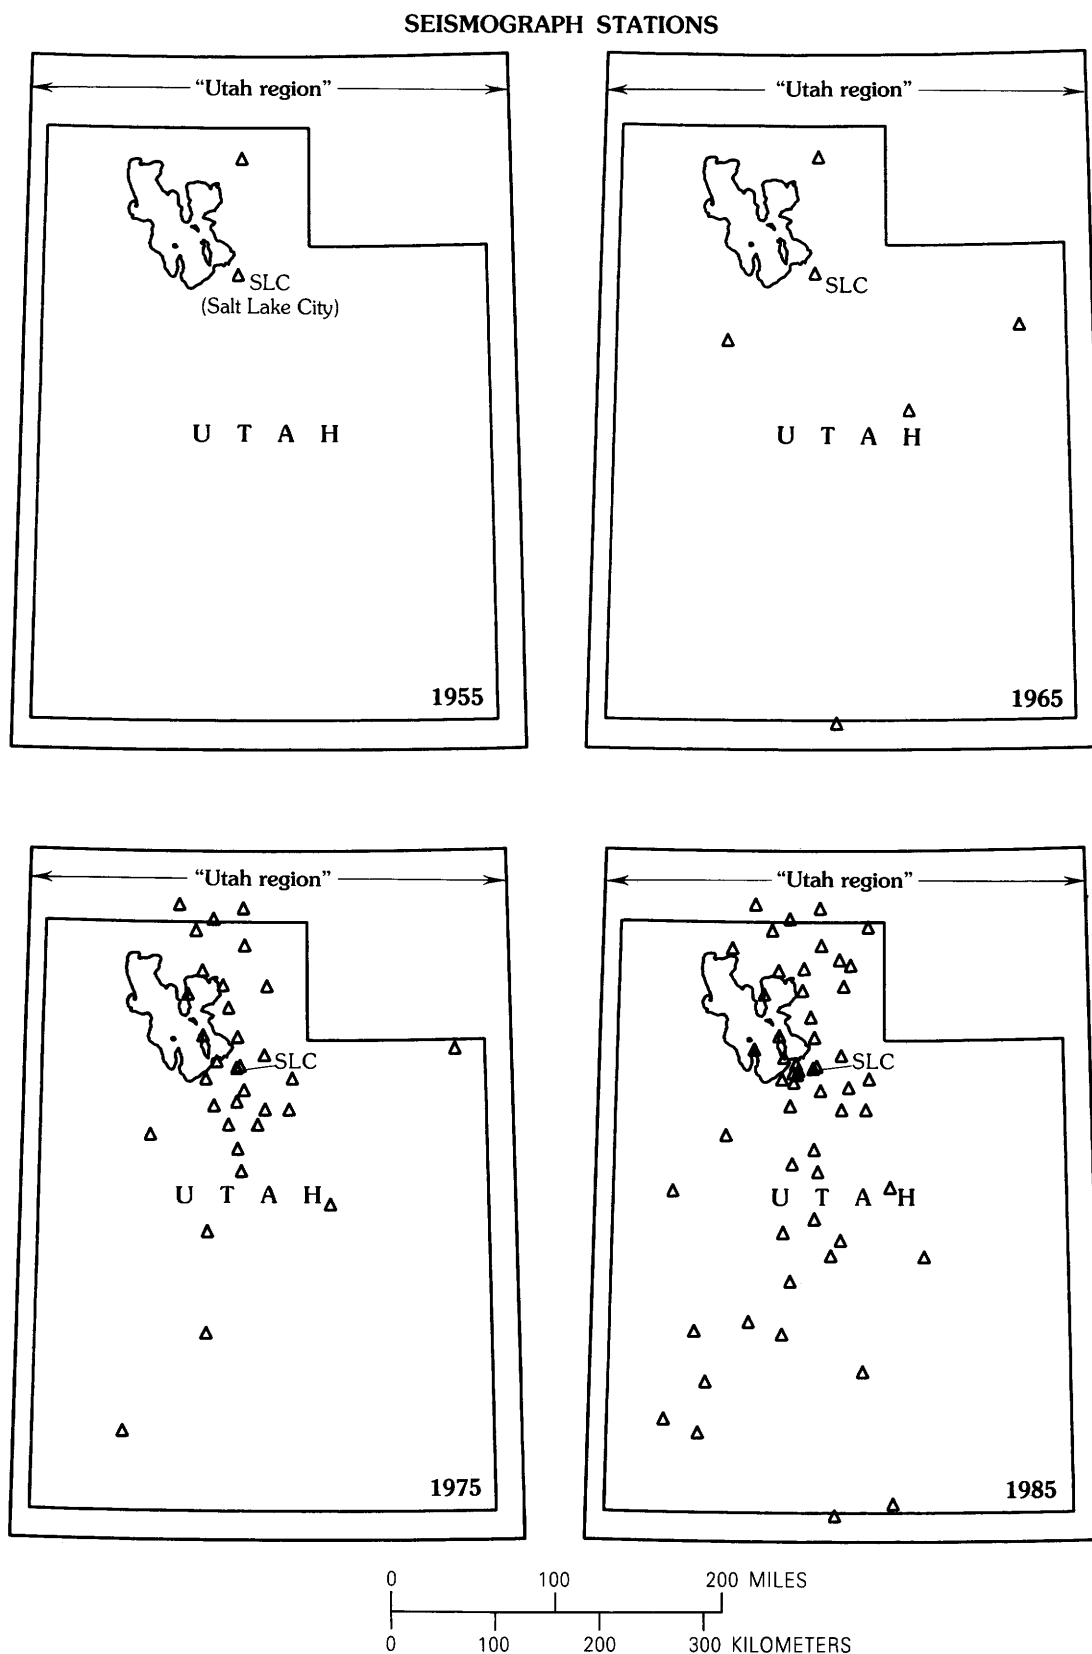 SEISMOGRAPH STATIONS
“Utah region”
SLC
(Salt Lake City)
U T A H
1955
“Utah region”
SLC
U T A H
1965
“Utah region”
SLC
U T A H
1975
“Utah region”
SLC
U T A H
1985
0 100 200 MILES
0 100 200 300 KILOMETERS